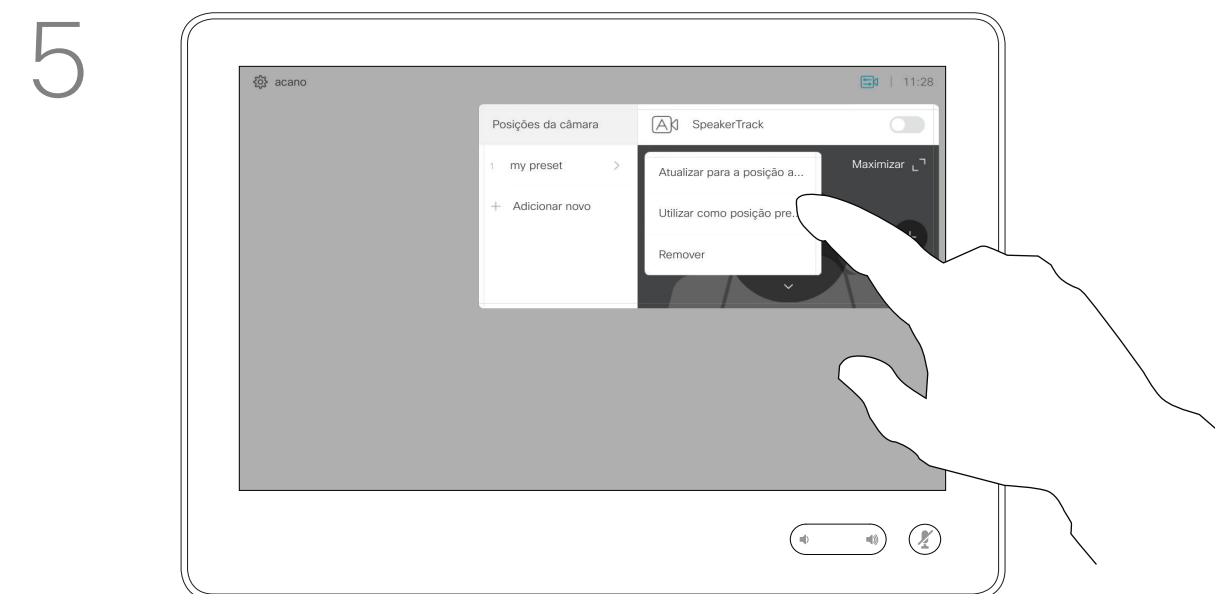 5
acano
11:28
Posições da câmara
SpeakerTrack
1 my preset
Maximizar
Atualizar para a posição a...
+ Adicionar novo
Utilizar como posição pre...
Remover